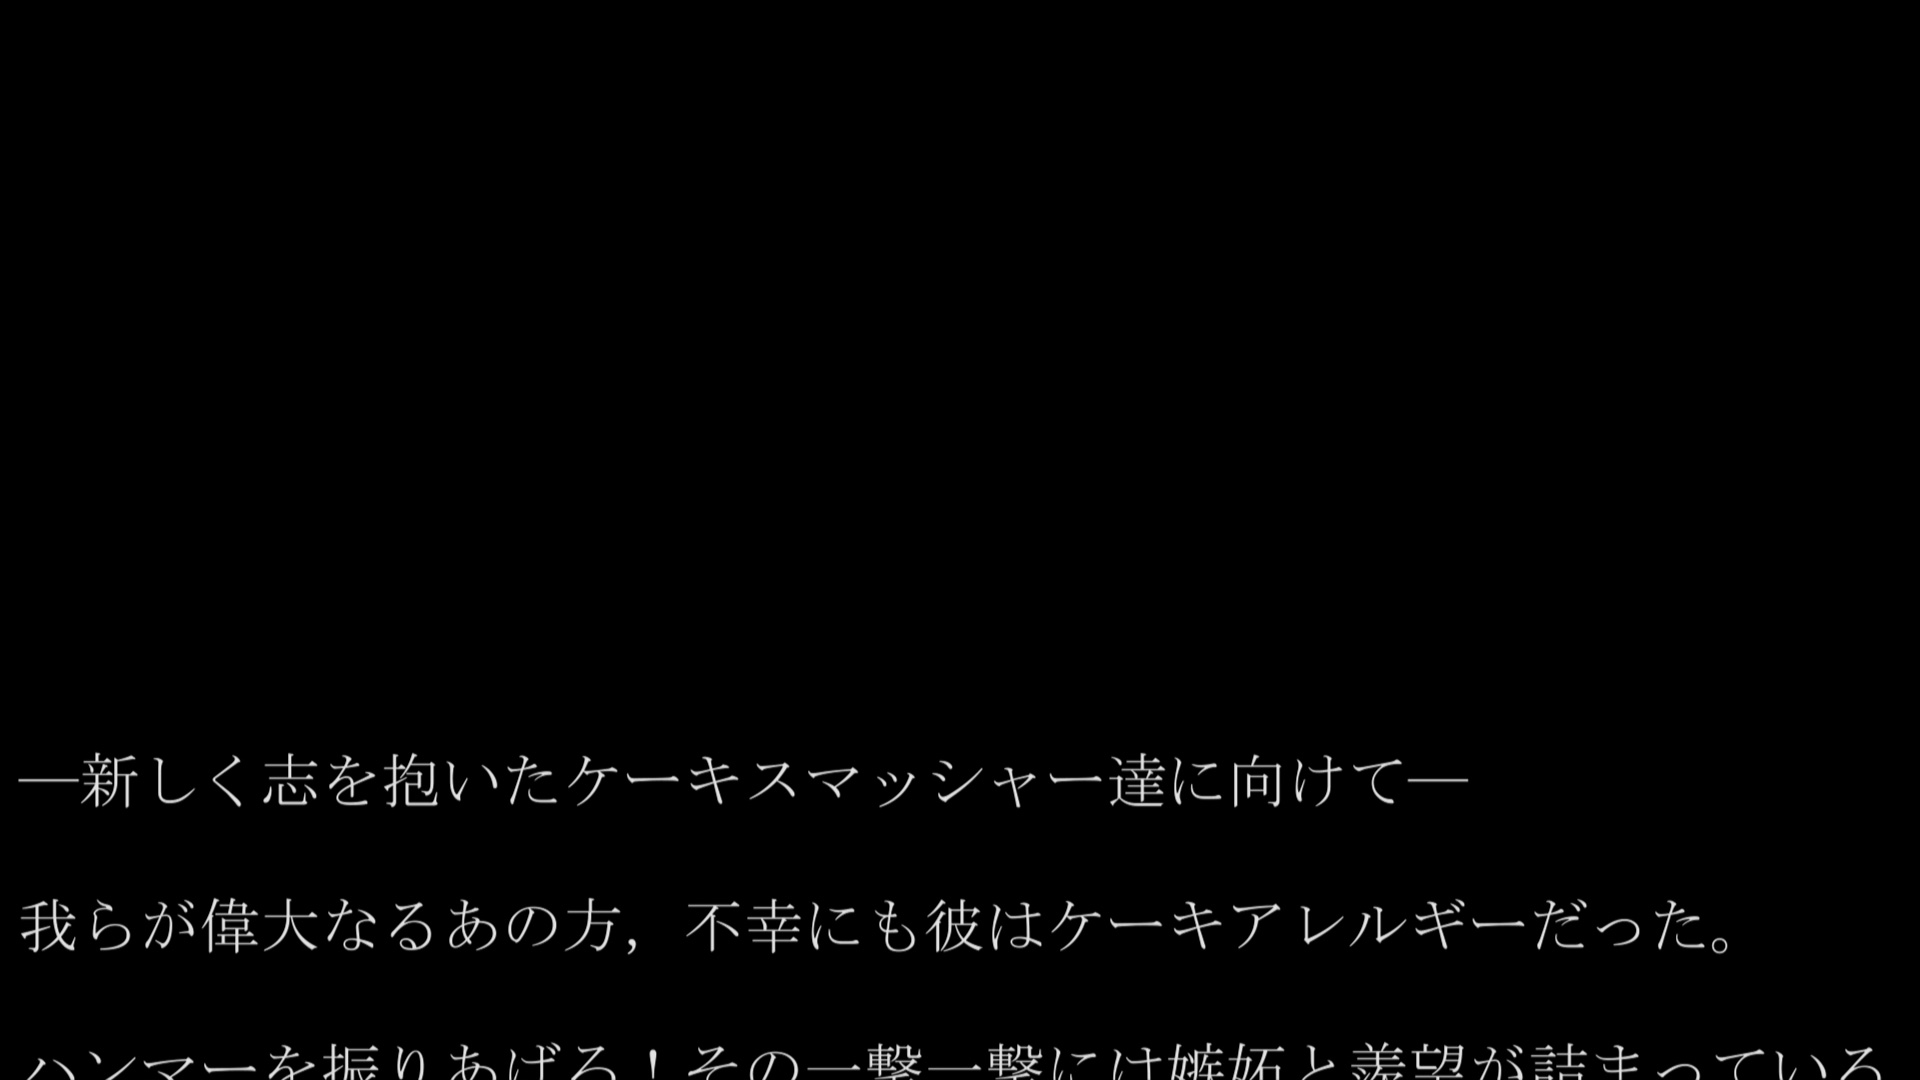 ―新しく志を抱いたケーキスマッシャー達に向けて―
我らが偉大なるあの方，不幸にも彼はケーキアレルギーだった。
ハンマーを振りあげろ！その一撃一撃には嫉妬と羨望が詰まっている